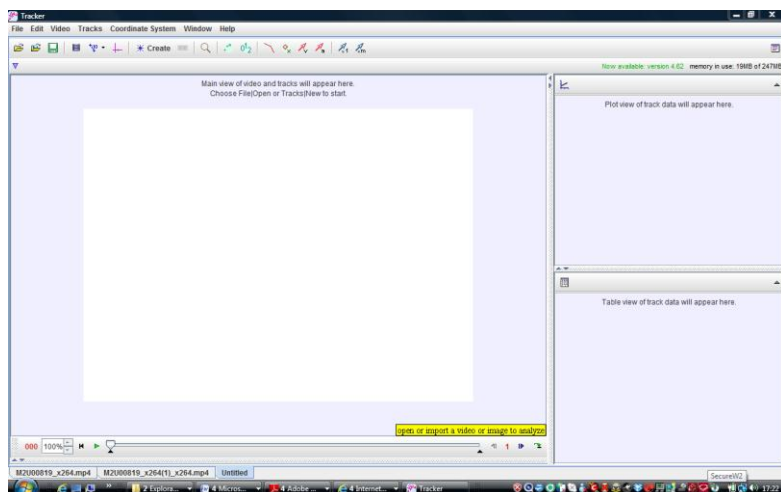 Tracker
File Edit Video Tracks Coordinate System Window Help
Create
Now available: version 4.62 memory in use: 19MB of 247MB
Main view of video and tracks will appear here.
Choose File|Open or Tracks|New to start.
Plot view of track data will appear here.
Table view of track data will appear here.
open or import a video or image to analyze
000 100% 1
M2U00819_x264.mp4 M2U00819_x264(1)_x264.mp4 Untitled
SecureW2
2 Explora... 4 Micros... 4 Adobe ... 4 Internet... Tracker